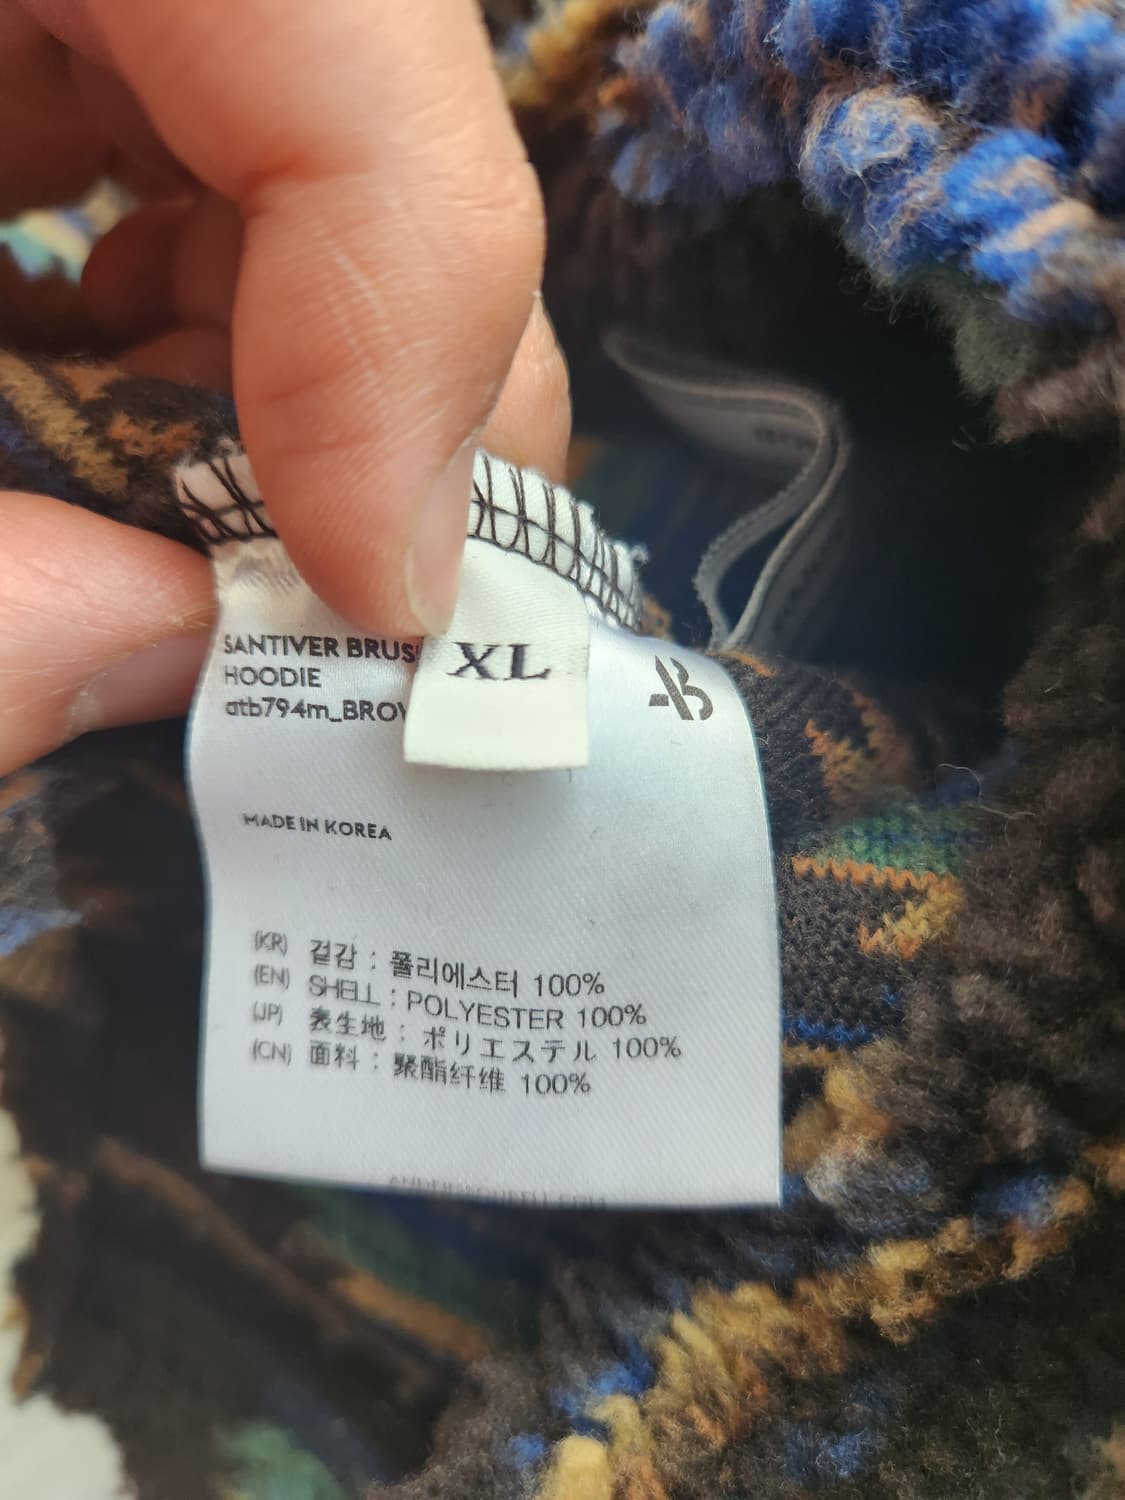 SANTIVER BRUS
XL
HOODIE
atb794m_BROW
MADE IN KOREA
(KR) 겉감 : 폴리에스터 100%
(EN) SHELL : POLYESTER 100%
(JP) 表生地 : ポリエステル 100%
(CN) 面料 : 聚酯纤维 100%